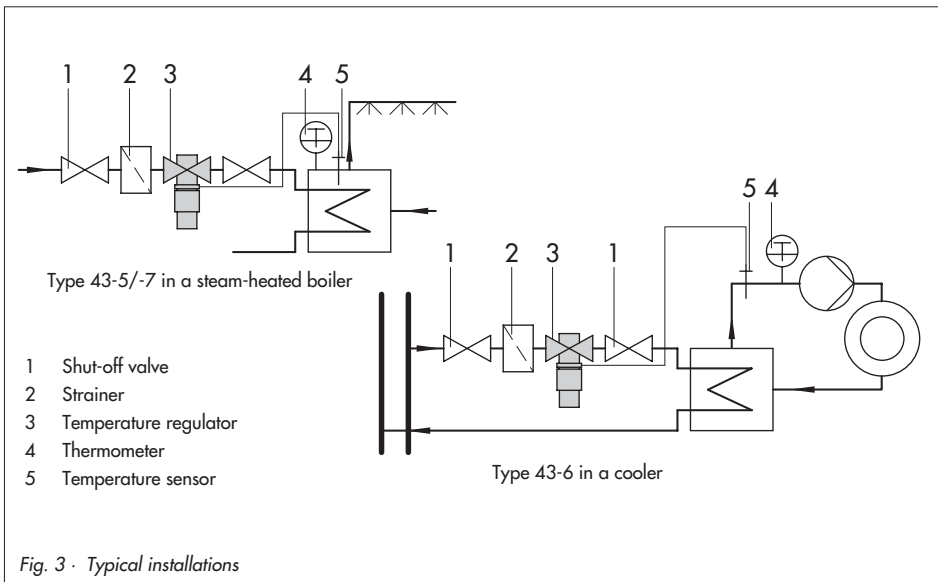 1 2 3 4 5
Type 43-5/-7 in a steam-heated boiler
1 2 3 1 5 4
Type 43-6 in a cooler
1 Shut-off valve
2 Strainer
3 Temperature regulator
4 Thermometer
5 Temperature sensor
Fig. 3 · Typical installations